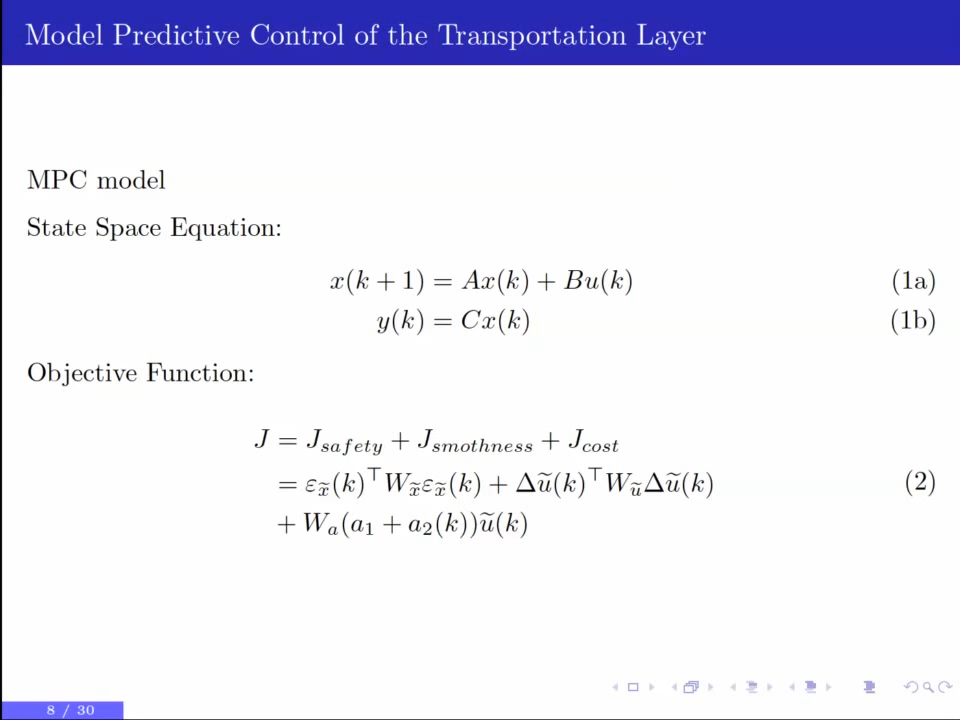 Model Predictive Control of the Transportation Layer
MPC model
State Space Equation:
x(k + 1) = Ax(k) + Bu(k) (1a)
y(k) = Cx(k) (1b)
Objective Function:
J = J_{safety} + J_{smothness} + J_{cost}
= ε_{x̃}(k)^⊤ W_{x̃} ε_{x̃}(k) + Δũ(k)^⊤ W_{ũ} Δũ(k) (2)
+ W_a(a_1 + a_2(k))ũ(k)
8 / 30